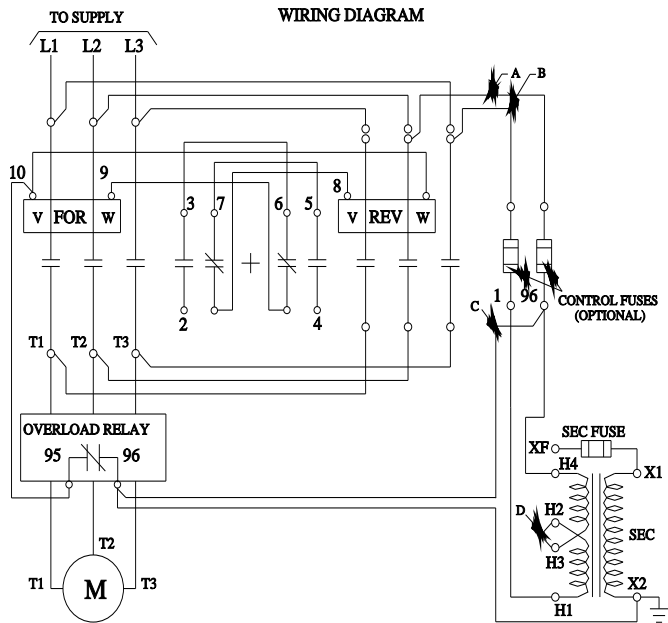 WIRING DIAGRAM
TO SUPPLY
L1 L2 L3
A B
10 9 3 7 6 5 8
V FOR W V REV W
1 96
CONTROL FUSES
(OPTIONAL)
C
2 4
T1 T2 T3
OVERLOAD RELAY
95 96
SEC FUSE
XF
H4 X1
D H2
SEC
H3
T2
T1 M T3
X2
H1